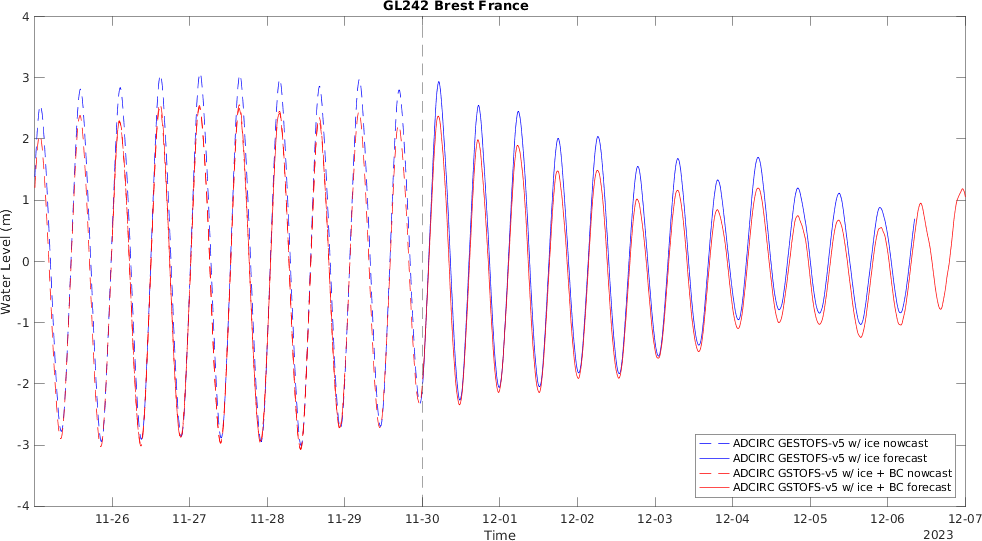 GL242 Brest France
4
3
2
1
0
-1
-2
-3
-4
Water Level (m)
ADCIRC GESTOFS-v5 w/ ice nowcast
ADCIRC GESTOFS-v5 w/ ice forecast
ADCIRC GSTOFS-v5 w/ ice + BC nowcast
ADCIRC GSTOFS-v5 w/ ice + BC forecast
11-26 11-27 11-28 11-29 11-30 12-01 12-02 12-03 12-04 12-05 12-06 12-07
Time
2023